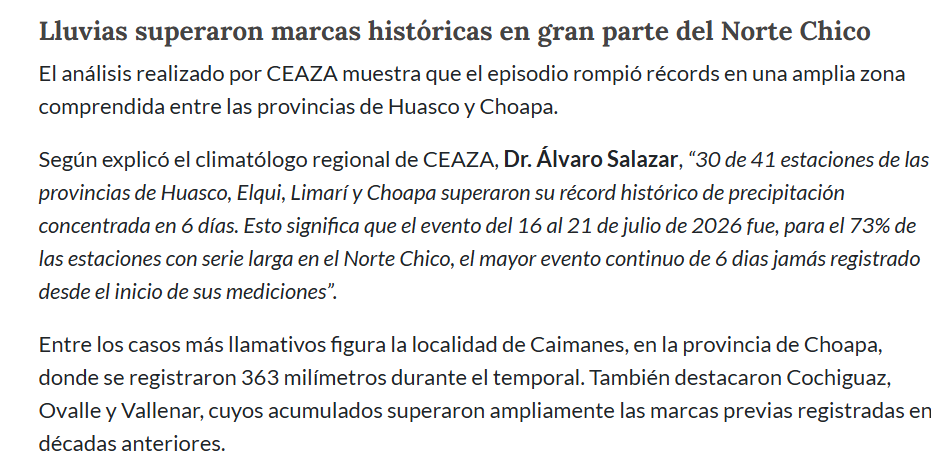 Lluvias superaron marcas históricas en gran parte del Norte Chico
El análisis realizado por CEAZA muestra que el episodio rompió récords en una amplia zona
comprendida entre las provincias de Huasco y Choapa.
Según explicó el climatólogo regional de CEAZA, Dr. Álvaro Salazar, “30 de 41 estaciones de las
provincias de Huasco, Elqui, Limarí y Choapa superaron su récord histórico de precipitación
concentrada en 6 días. Esto significa que el evento del 16 al 21 de julio de 2026 fue, para el 73% de
las estaciones con serie larga en el Norte Chico, el mayor evento continuo de 6 dias jamás registrado
desde el inicio de sus mediciones”.
Entre los casos más llamativos figura la localidad de Caimanes, en la provincia de Choapa,
donde se registraron 363 milímetros durante el temporal. También destacaron Cochiguaz,
Ovalle y Vallenar, cuyos acumulados superaron ampliamente las marcas previas registradas en
décadas anteriores.